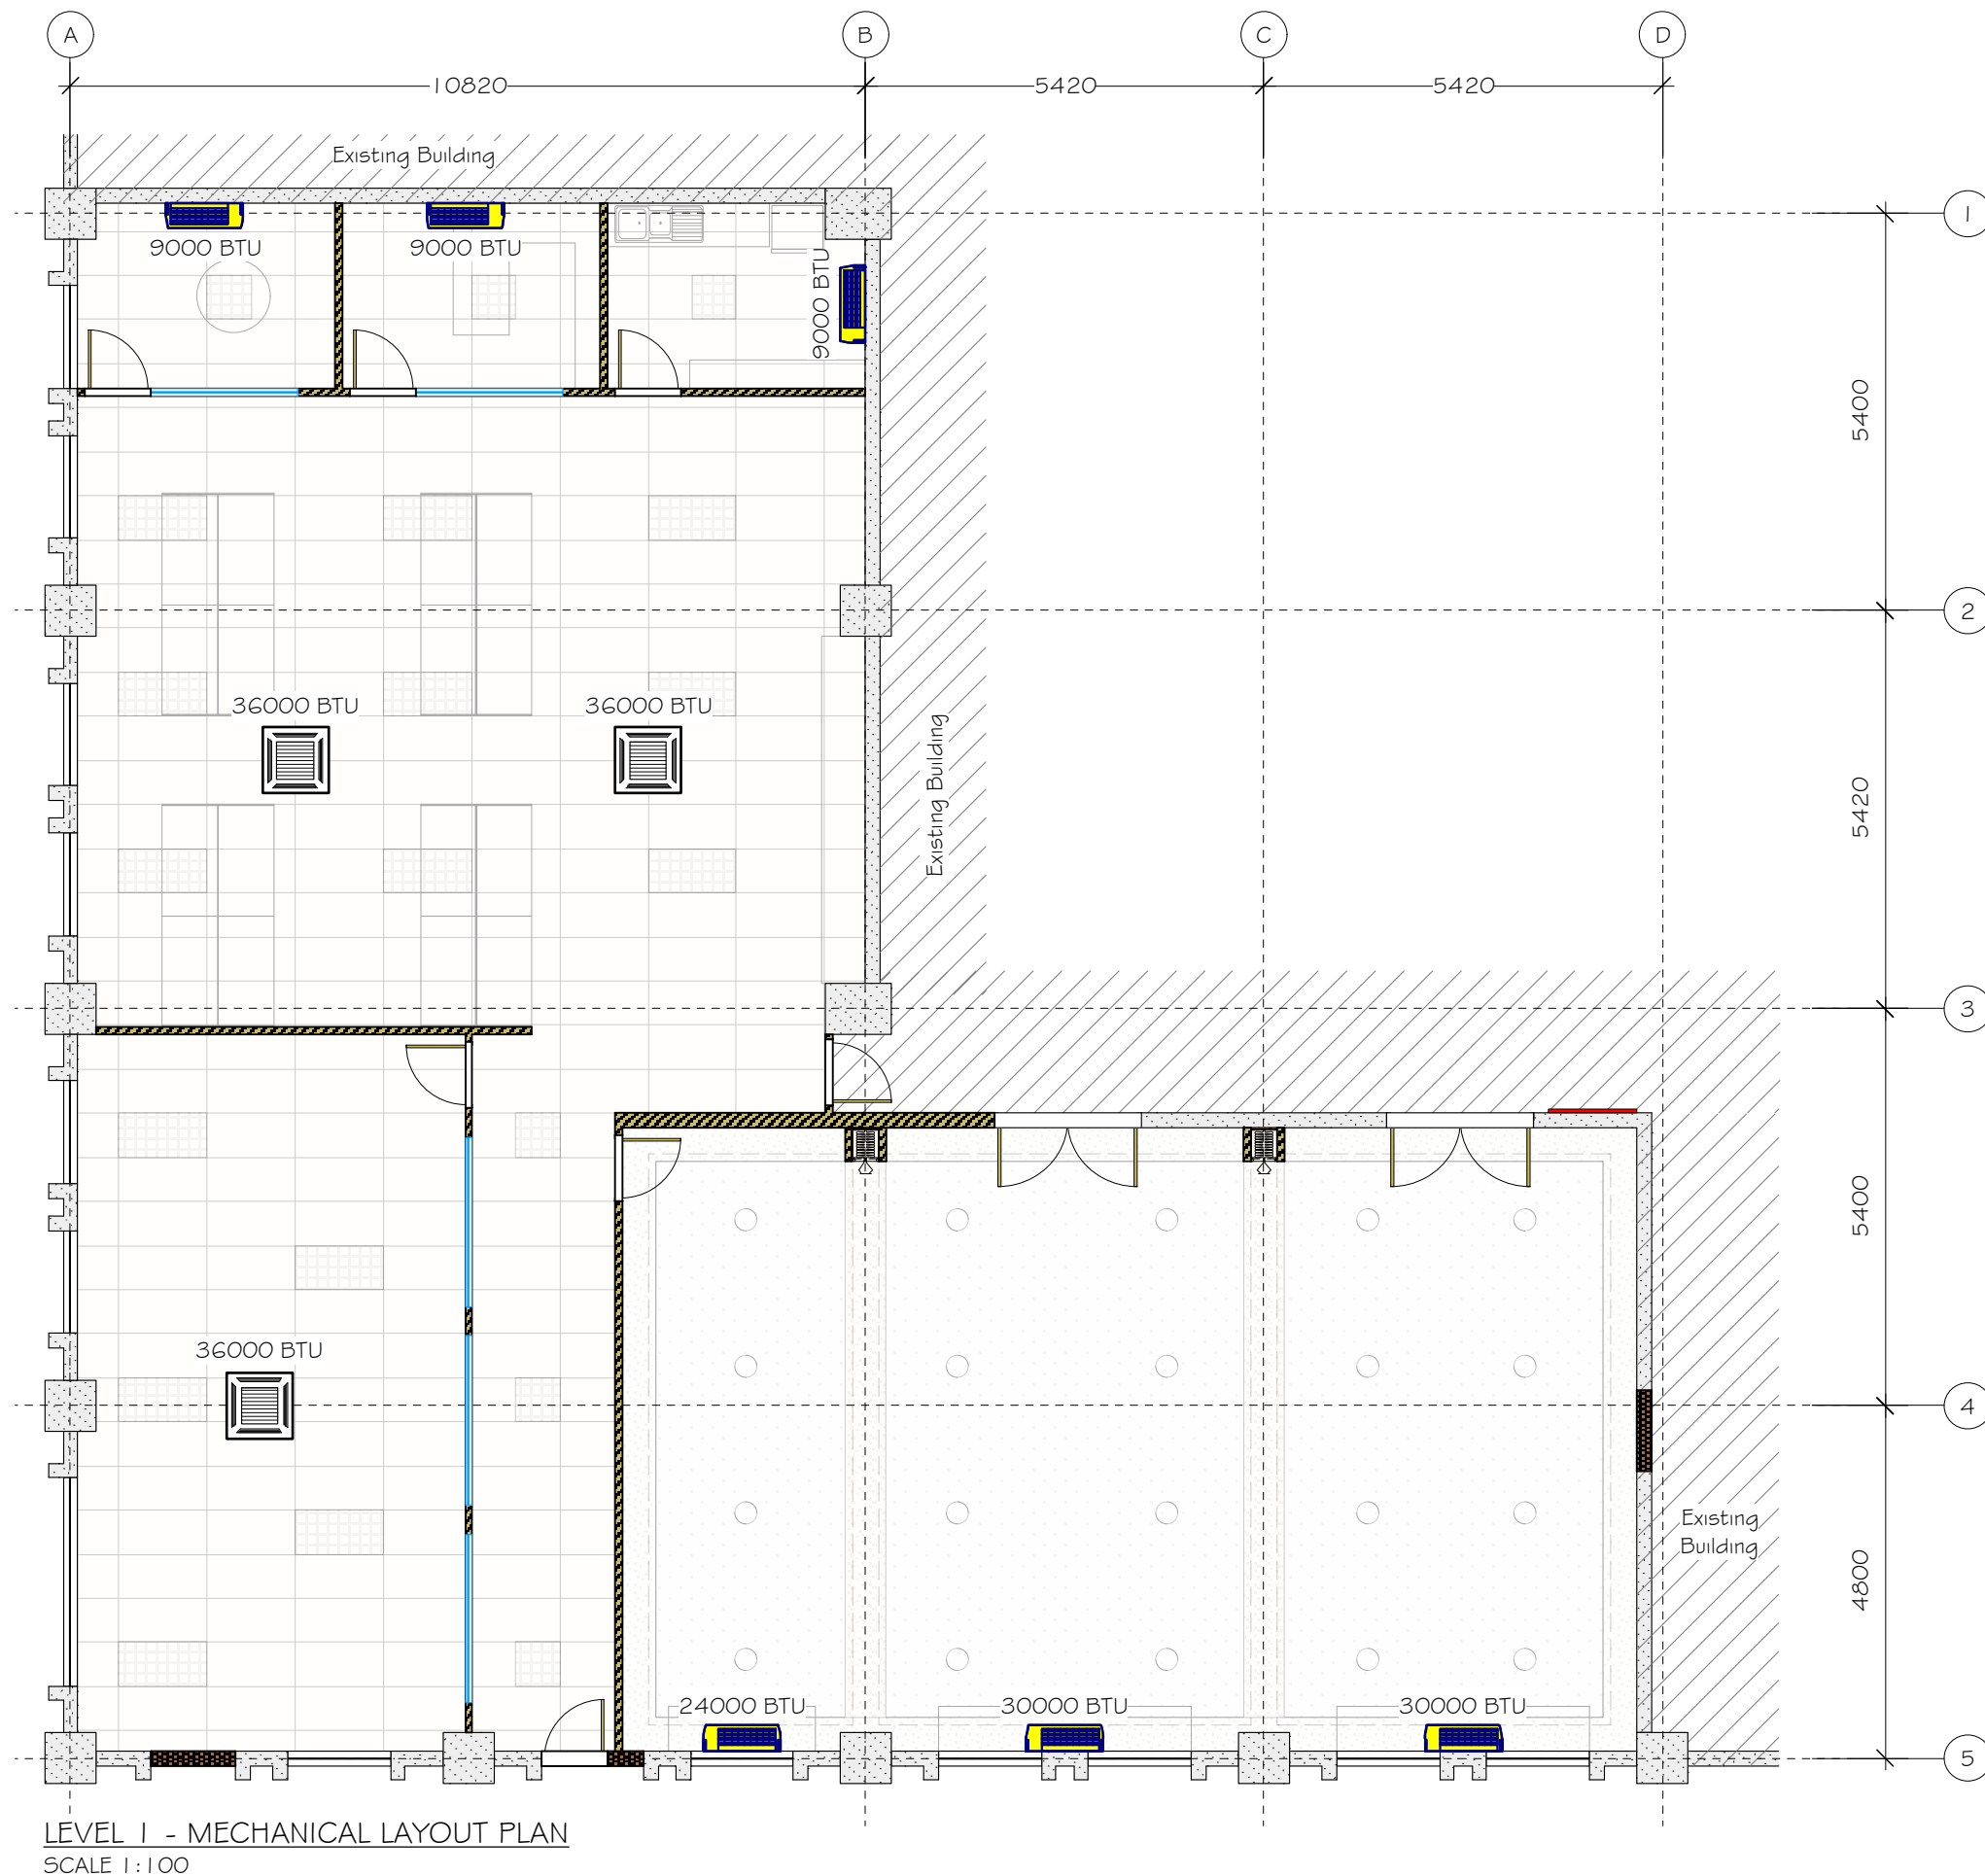 A
B
C
D
10820
5420
5420
Existing Building
1
9000 BTU
9000 BTU
9000 BTU
5400
2
36000 BTU
36000 BTU
Existing Building
5420
3
5400
36000 BTU
4
Existing
Building
4800
24000 BTU
30000 BTU
30000 BTU
5
LEVEL 1 - MECHANICAL LAYOUT PLAN
SCALE 1:100